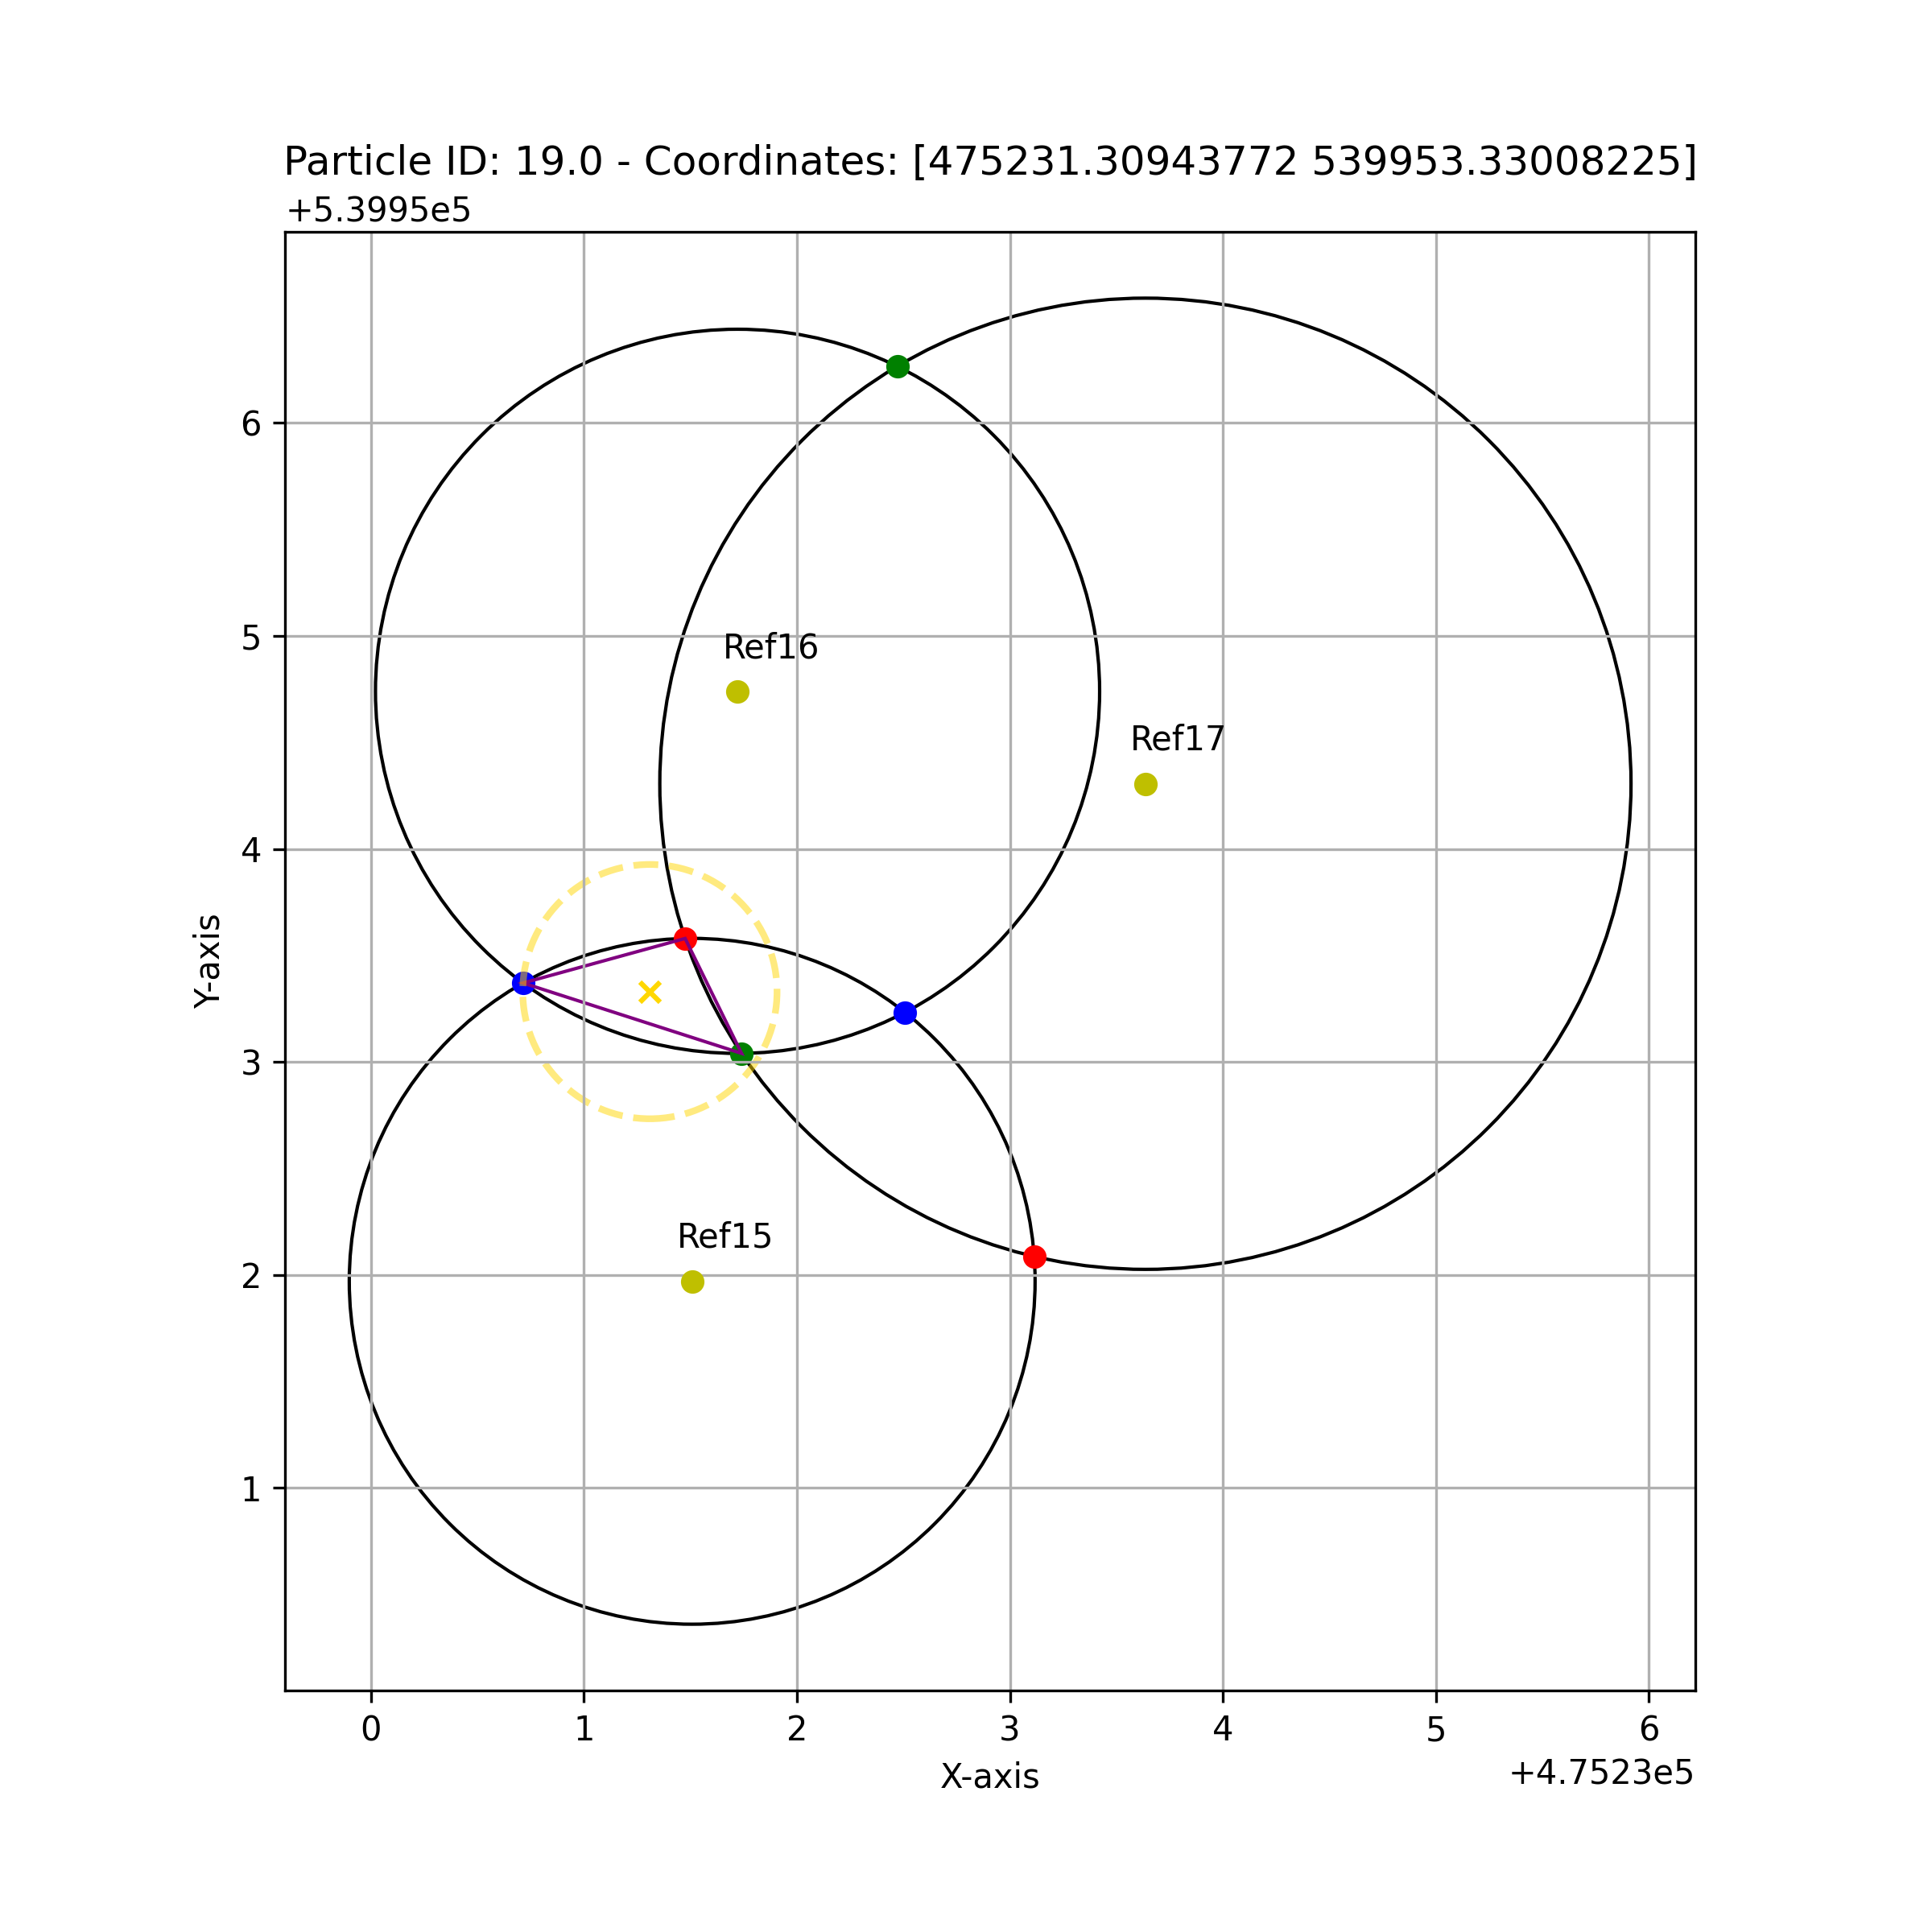 Particle ID: 19.0 - Coordinates: [475231.30943772 539953.33008225]
+5.3995e5
6
Ref16
5
Ref17
4
Y-axis
3
Ref15
2
1
0 1 2 3 4 5 6
X-axis
+4.7523e5